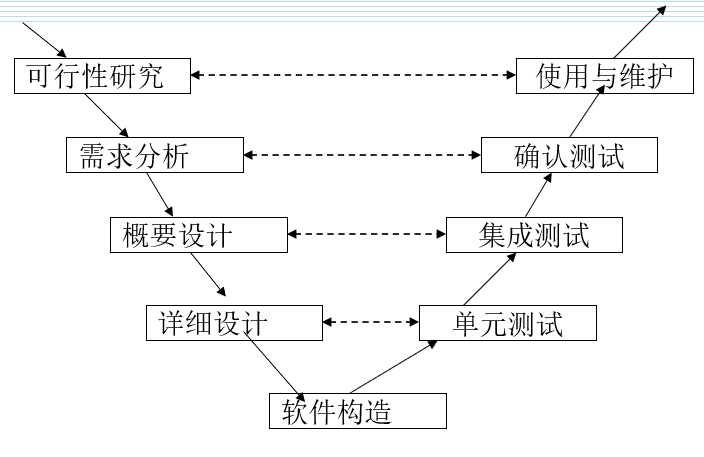 可行性研究
使用与维护
需求分析
确认测试
概要设计
集成测试
详细设计
单元测试
软件构造